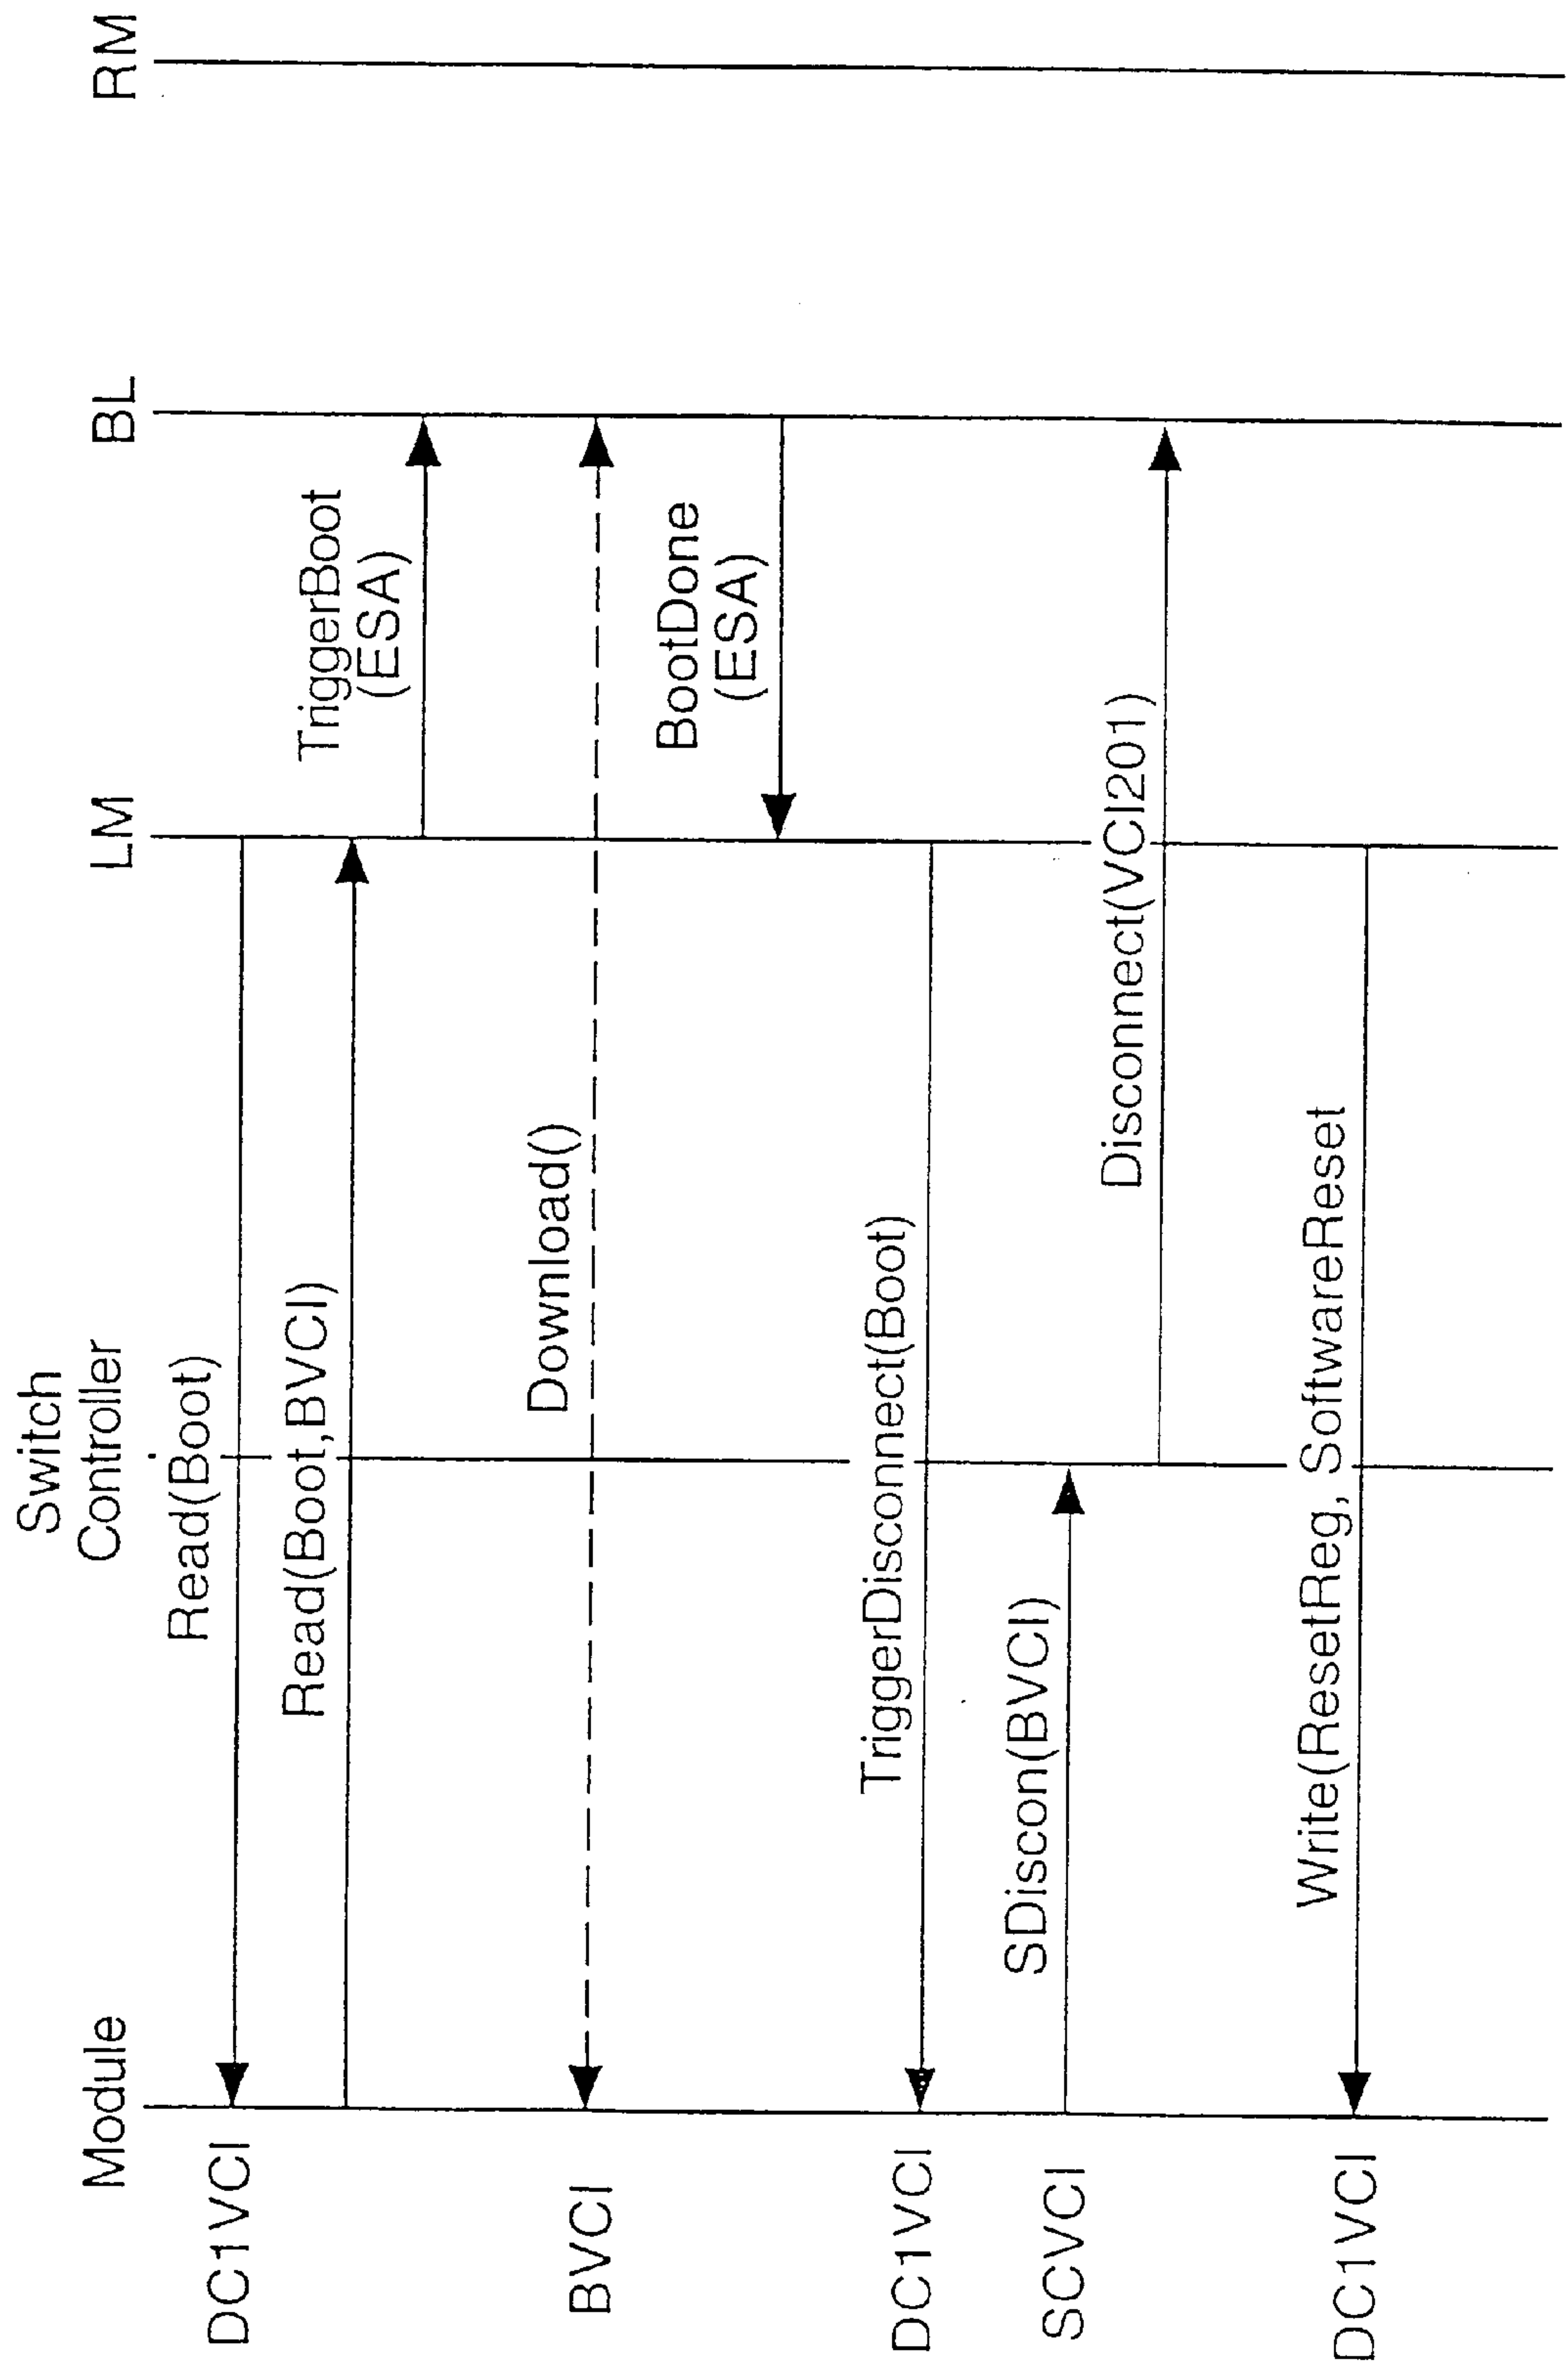 Module
Switch
Controller
LM
BL
RM
DC1VCI
Read(Boot)
Read(Boot,BVCI)
TriggerBoot
(ESA)
BVCI
Download()
BootDone
(ESA)
DC1VCI
TriggerDisconnect(Boot)
SCVCI
SDiscon(BVCI)
Disconnect(VCI201)
DC1VCI
Write(ResetReg, SoftwareReset